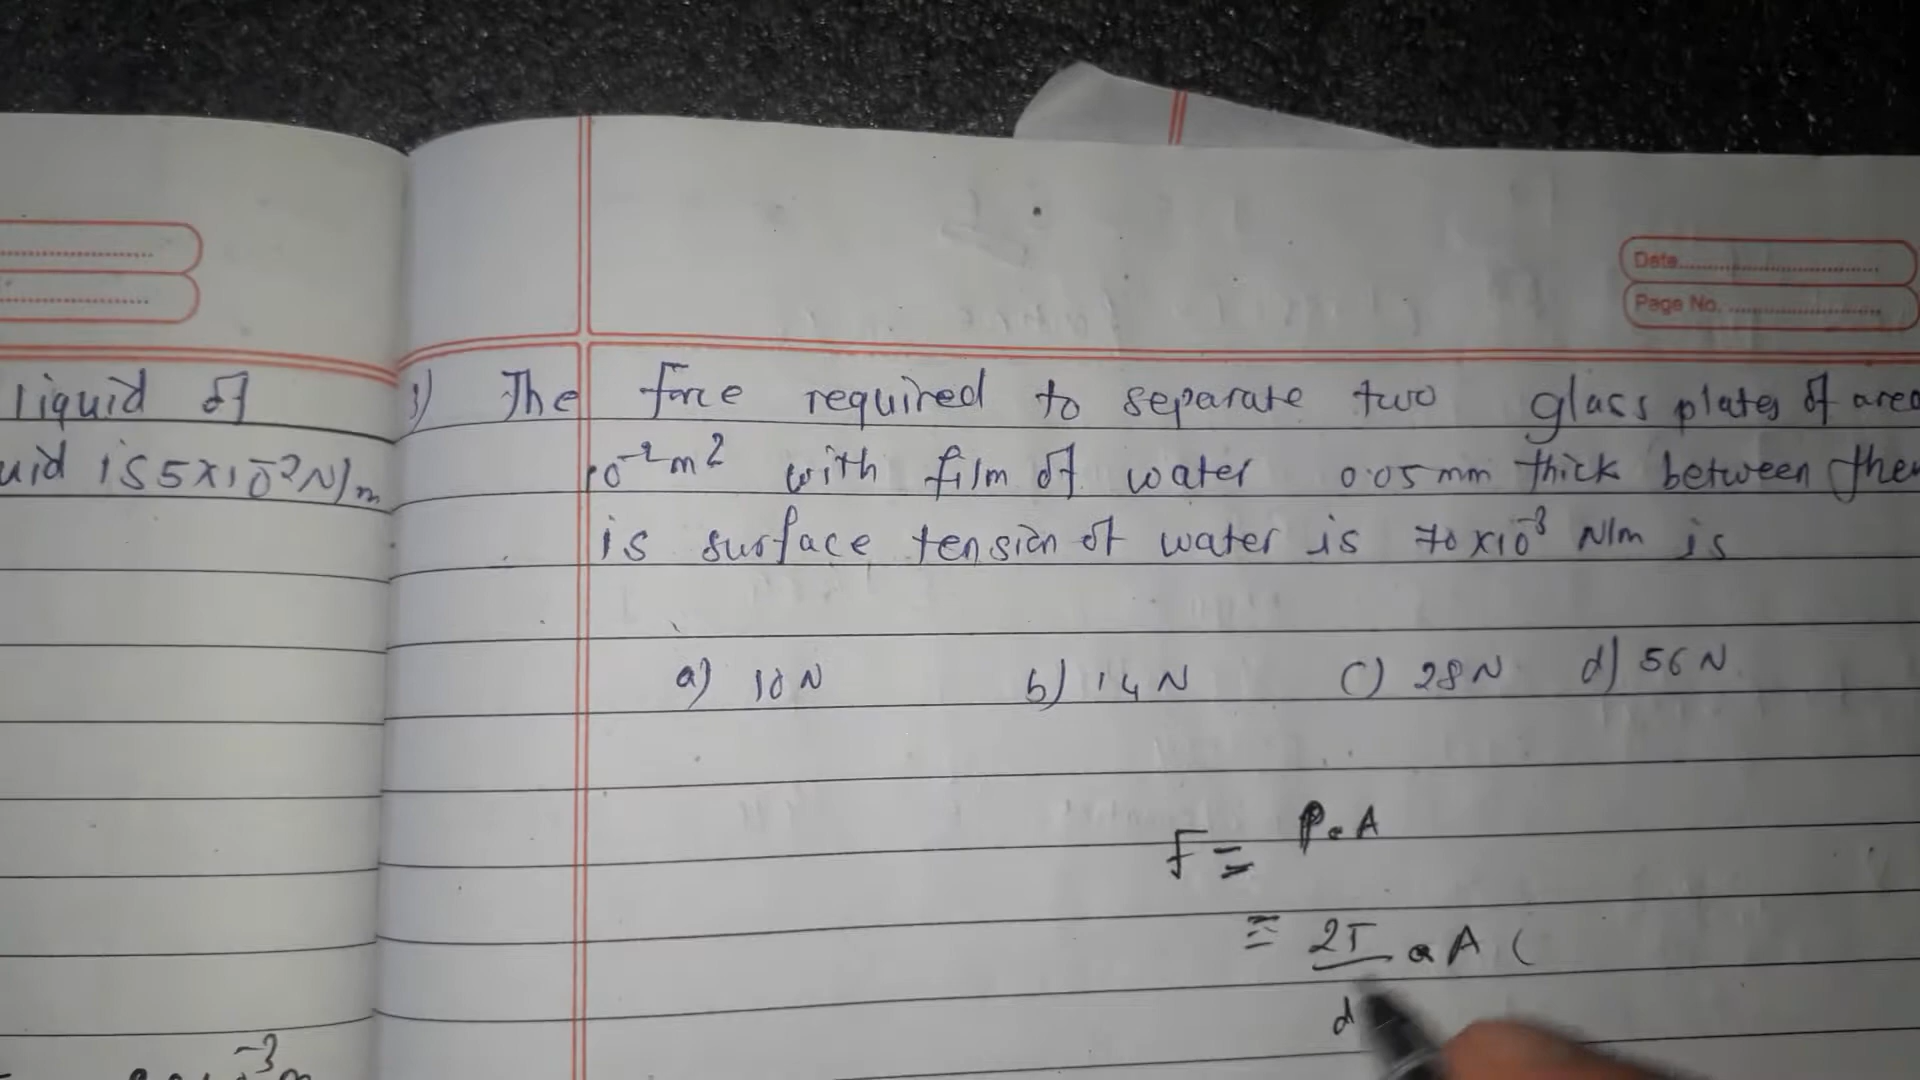 liquid of
uid is 5×10⁻²N/m
Date
Page No.
1) The force required to separate two glass plates of area
10⁻²m² with film of water 0.05mm thick between them
is surface tension of water is 70×10⁻³ N/m is
a) 10N b) 14N c) 28N d) 56N
F = P.A
= 2T/d × A (